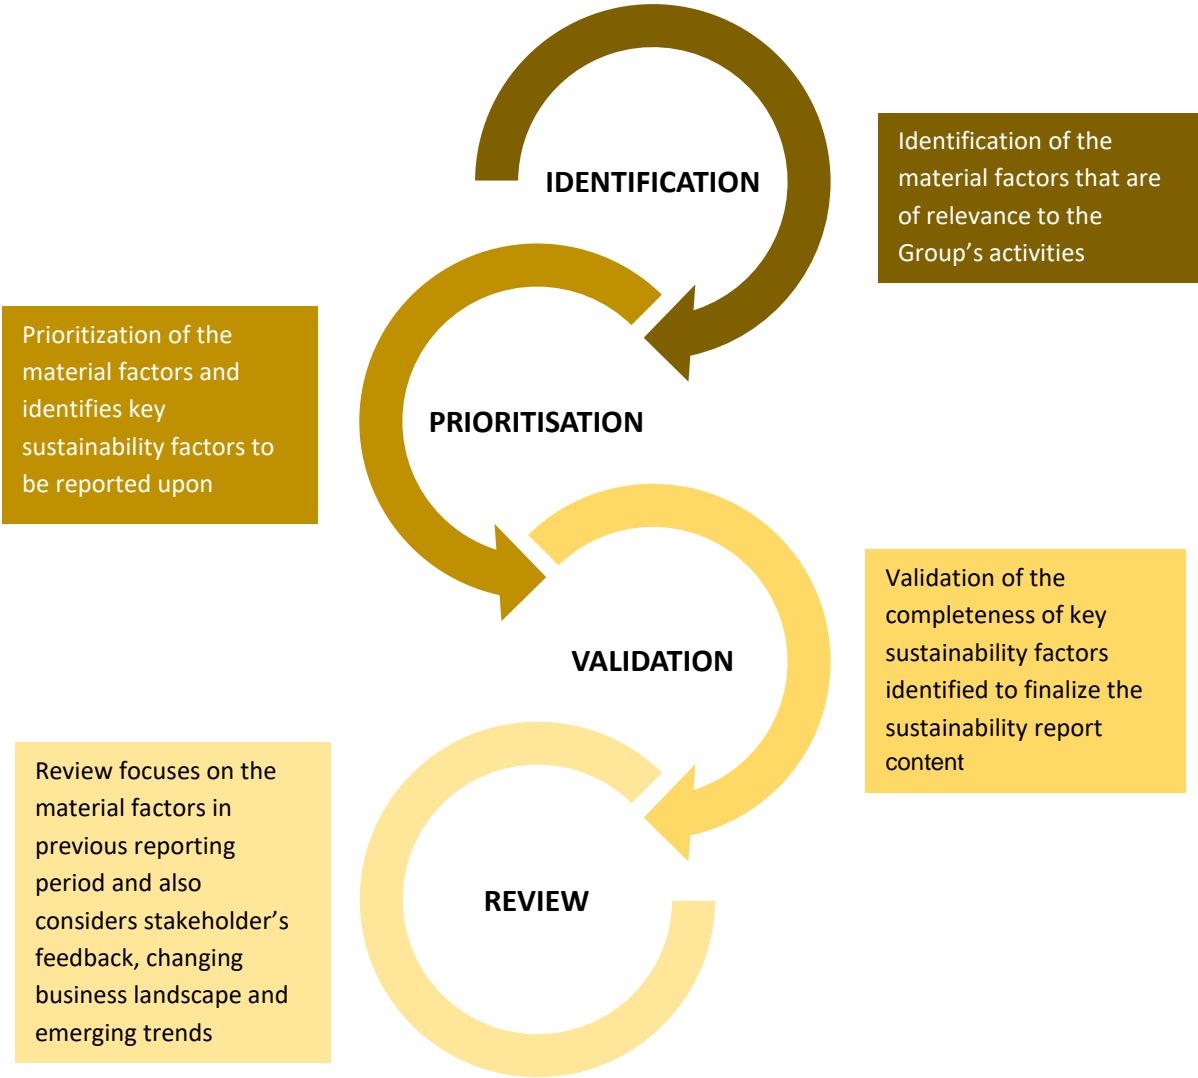 IDENTIFICATION
Identification of the
material factors that are
of relevance to the
Group’s activities
Prioritization of the
material factors and
identifies key
sustainability factors to
be reported upon
PRIORITISATION
VALIDATION
Validation of the
completeness of key
sustainability factors
identified to finalize the
sustainability report
content
Review focuses on the
material factors in
previous reporting
period and also
considers stakeholder’s
feedback, changing
business landscape and
emerging trends
REVIEW